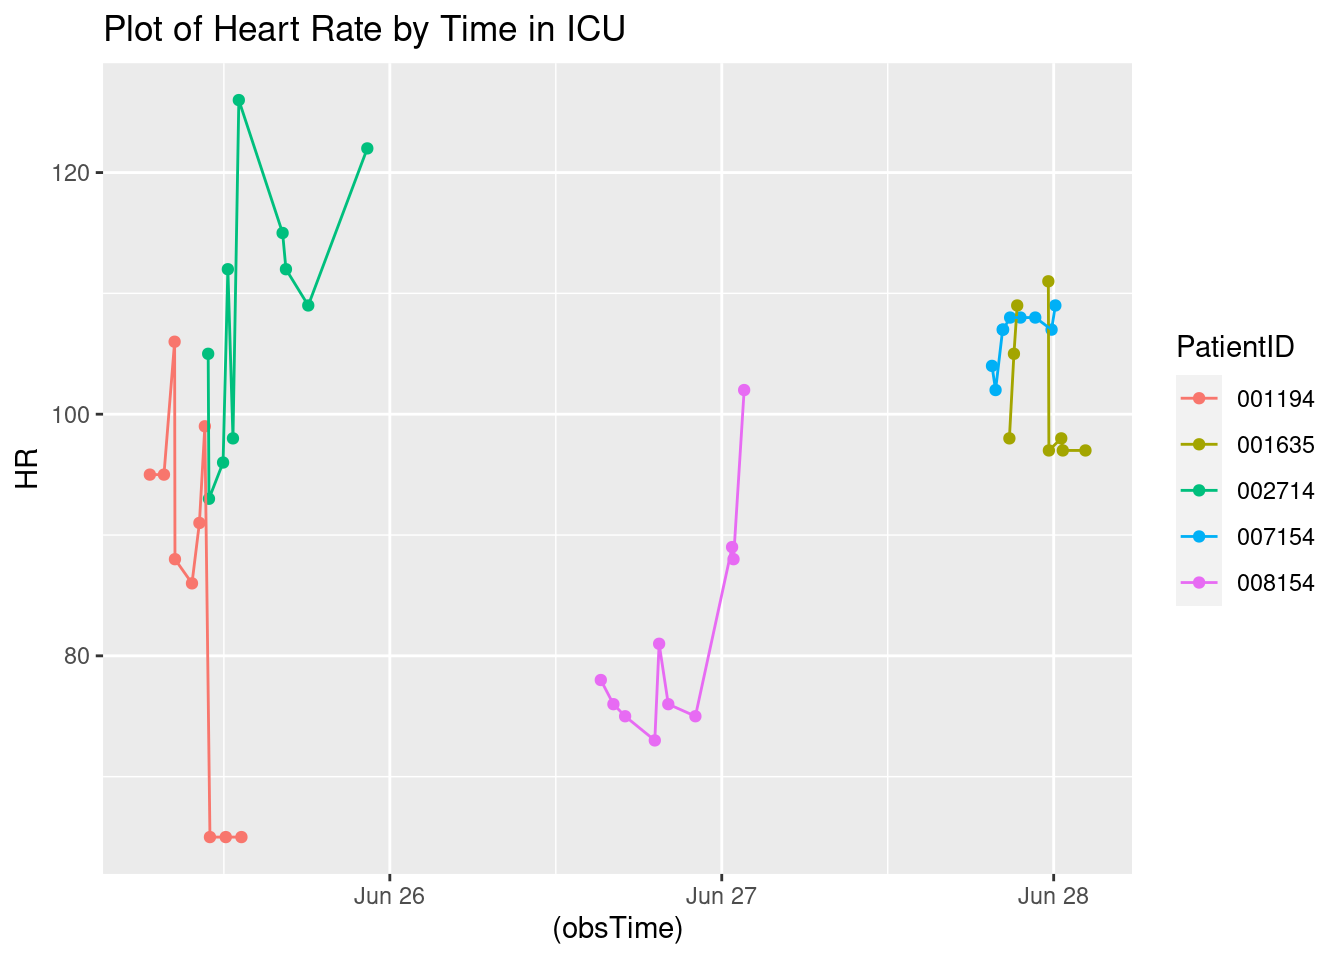 Plot of Heart Rate by Time in ICU
HR
120
100
80
Jun 26
Jun 27
Jun 28
(obsTime)
PatientID
001194
001635
002714
007154
008154